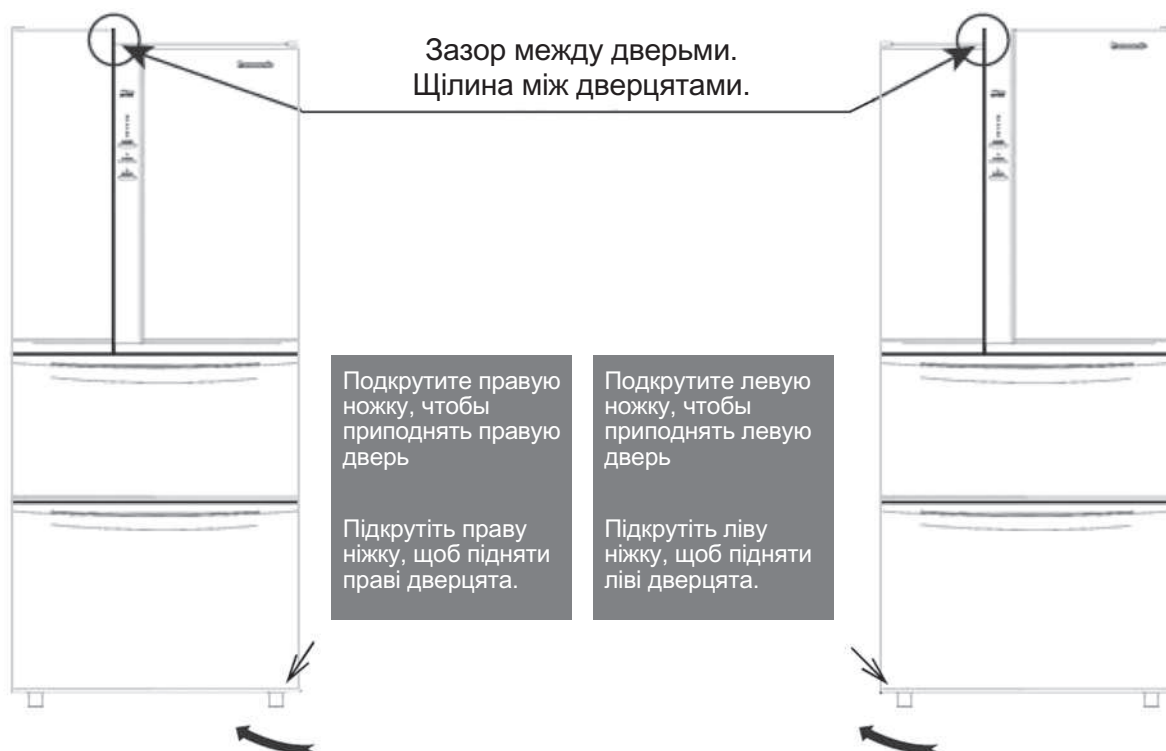 Зазор между дверьми.
Щілина між дверцятами.
Подкрутите правую
ножку, чтобы
приподнять правую
дверь
Підкрутіть праву
ніжку, щоб підняти
праві дверцята.
Подкрутите левую
ножку, чтобы
приподнять левую
дверь
Підкрутіть ліву
ніжку, щоб підняти
ліві дверцята.